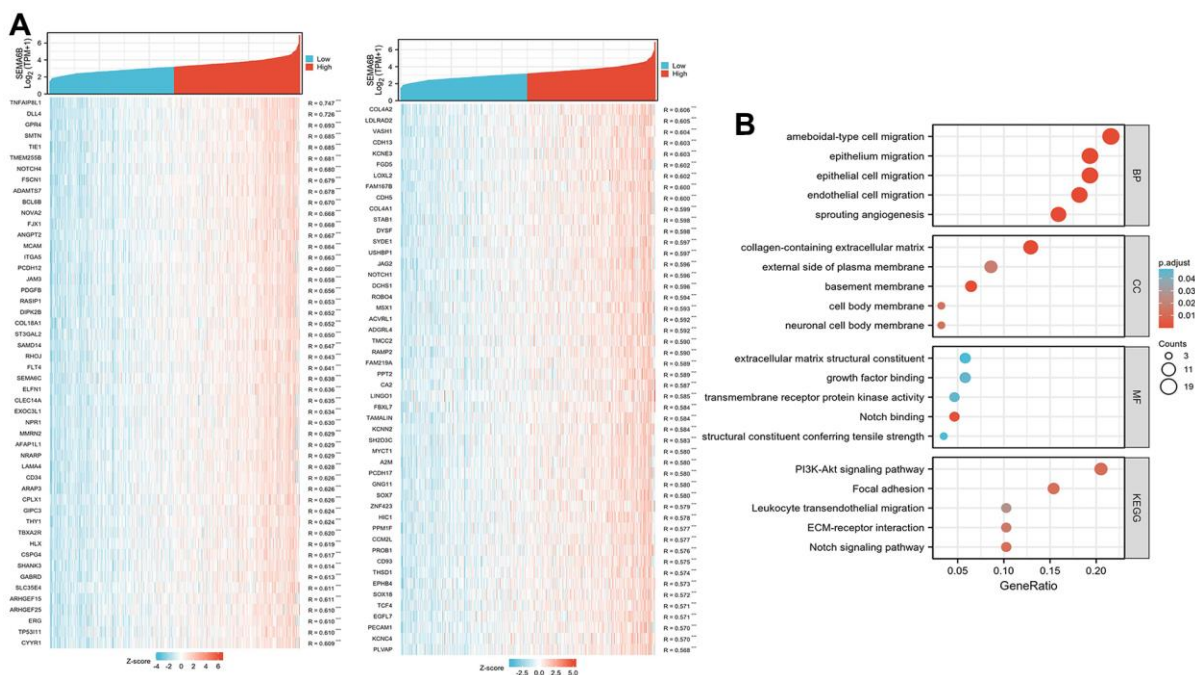 A
SEMA6B
Log2 (TPM+1)
6
4
2
0
Low
High
TNFAIP8L1 R = 0.747 ***
DLL4 R = 0.726 ***
GPR4 R = 0.693 ***
SMTN R = 0.685 ***
TIE1 R = 0.685 ***
TMEM255B R = 0.681 ***
NOTCH4 R = 0.680 ***
FSCN1 R = 0.679 ***
ADAMTS7 R = 0.678 ***
BCL6B R = 0.670 ***
NOVA2 R = 0.668 ***
FJX1 R = 0.668 ***
ANGPT2 R = 0.667 ***
MCAM R = 0.664 ***
ITGA5 R = 0.663 ***
PCDH12 R = 0.660 ***
JAM3 R = 0.658 ***
PDGFB R = 0.656 ***
RASIP1 R = 0.653 ***
DIPK2B R = 0.652 ***
COL18A1 R = 0.652 ***
ST3GAL2 R = 0.650 ***
SAMD14 R = 0.647 ***
RHOJ R = 0.643 ***
FLT4 R = 0.641 ***
SEMA6C R = 0.638 ***
ELFN1 R = 0.636 ***
CLEC14A R = 0.635 ***
EXOC3L1 R = 0.634 ***
NPR1 R = 0.630 ***
MMRN2 R = 0.629 ***
AFAP1L1 R = 0.629 ***
NRARP R = 0.629 ***
LAMA4 R = 0.628 ***
CD34 R = 0.626 ***
ARAP3 R = 0.626 ***
CPLX1 R = 0.626 ***
GIPC3 R = 0.624 ***
THY1 R = 0.624 ***
TBXA2R R = 0.620 ***
HLX R = 0.619 ***
CSPG4 R = 0.617 ***
SHANK3 R = 0.614 ***
GABRD R = 0.613 ***
SLC35E4 R = 0.611 ***
ARHGEF15 R = 0.611 ***
ARHGEF25 R = 0.610 ***
ERG R = 0.610 ***
TP53I11 R = 0.610 ***
CYYR1 R = 0.609 ***
Z-score
-4 -2 0 2 4 6
SEMA6B
Log2 (TPM+1)
6
4
2
0
Low
High
COL4A2 R = 0.606 ***
LDLRAD2 R = 0.605 ***
VASH1 R = 0.604 ***
CDH13 R = 0.603 ***
KCNE3 R = 0.603 ***
FGD5 R = 0.602 ***
LOXL2 R = 0.602 ***
FAM167B R = 0.600 ***
CDH5 R = 0.600 ***
COL4A1 R = 0.599 ***
STAB1 R = 0.598 ***
DYSF R = 0.598 ***
SYDE1 R = 0.597 ***
USHBP1 R = 0.597 ***
JAG2 R = 0.596 ***
NOTCH1 R = 0.596 ***
DCHS1 R = 0.596 ***
ROBO4 R = 0.594 ***
MSX1 R = 0.593 ***
ACVRL1 R = 0.592 ***
ADGRL4 R = 0.592 ***
TMCC2 R = 0.590 ***
RAMP2 R = 0.590 ***
FAM219A R = 0.589 ***
PPT2 R = 0.589 ***
CA2 R = 0.587 ***
LINGO1 R = 0.585 ***
FBXL7 R = 0.584 ***
TAMALIN R = 0.584 ***
KCNN2 R = 0.584 ***
SH2D3C R = 0.583 ***
MYCT1 R = 0.580 ***
A2M R = 0.580 ***
PCDH17 R = 0.580 ***
GNG11 R = 0.580 ***
SOX7 R = 0.580 ***
ZNF423 R = 0.579 ***
HIC1 R = 0.578 ***
PPM1F R = 0.577 ***
CCM2L R = 0.577 ***
PROB1 R = 0.576 ***
CD93 R = 0.575 ***
THSD1 R = 0.574 ***
EPHB4 R = 0.573 ***
SOX18 R = 0.572 ***
TCF4 R = 0.571 ***
EGFL7 R = 0.571 ***
PECAM1 R = 0.570 ***
KCNC4 R = 0.570 ***
PLVAP R = 0.568 ***
Z-score
-2.5 0.0 2.5 5.0
B
ameboidal-type cell migration
epithelium migration
epithelial cell migration
endothelial cell migration
sprouting angiogenesis
BP
collagen-containing extracellular matrix
external side of plasma membrane
basement membrane
cell body membrane
neuronal cell body membrane
CC
extracellular matrix structural constituent
growth factor binding
transmembrane receptor protein kinase activity
Notch binding
structural constituent conferring tensile strength
MF
PI3K-Akt signaling pathway
Focal adhesion
Leukocyte transendothelial migration
ECM-receptor interaction
Notch signaling pathway
KEGG
0.05 0.10 0.15 0.20
GeneRatio
p.adjust
0.04
0.03
0.02
0.01
Counts
3
11
19